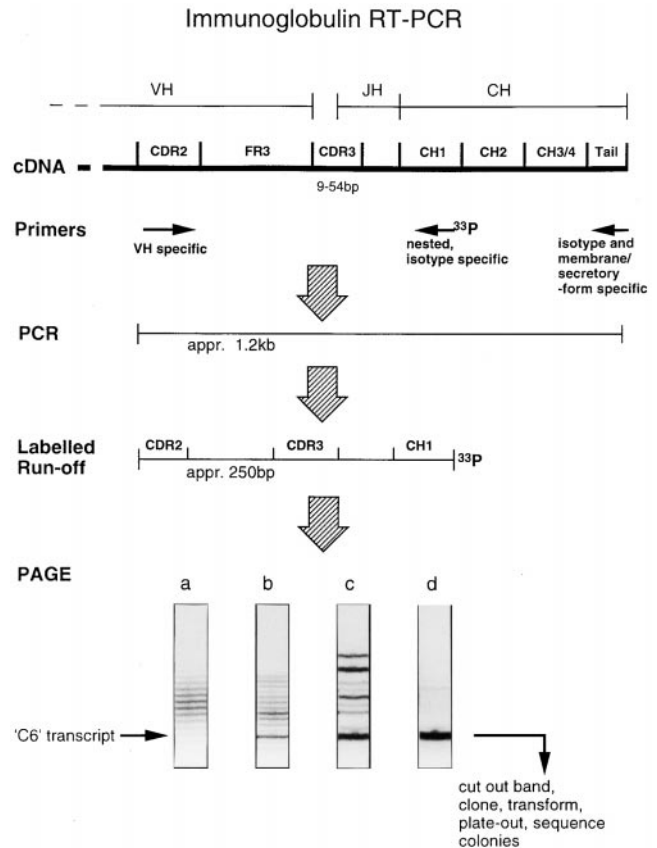 Immunoglobulin RT-PCR
VH
JH
CH
cDNA
CDR2
FR3
CDR3
CH1
CH2
CH3/4
Tail
9-54bp
Primers
VH specific
33P
nested,
isotype specific
isotype and
membrane/
secretory
-form specific
PCR
appr. 1.2kb
Labelled
Run-off
CDR2
CDR3
CH1
33P
appr. 250bp
PAGE
a
b
c
d
'C6' transcript
cut out band,
clone, transform,
plate-out, sequence
colonies